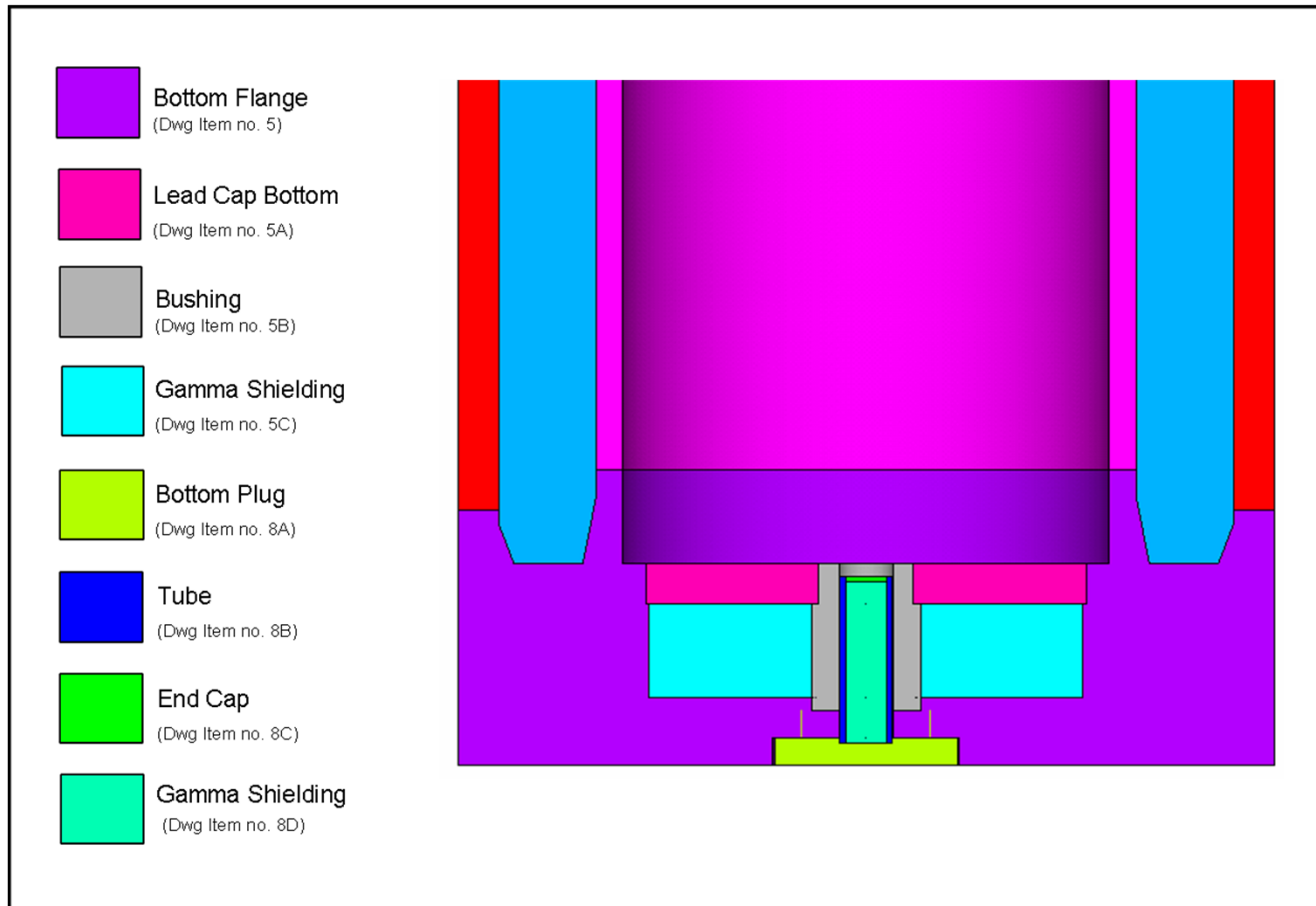 Bottom Flange
(Dwg Item no. 5)
Lead Cap Bottom
(Dwg Item no. 5A)
Bushing
(Dwg Item no. 5B)
Gamma Shielding
(Dwg Item no. 5C)
Bottom Plug
(Dwg Item no. 8A)
Tube
(Dwg Item no. 8B)
End Cap
(Dwg Item no. 8C)
Gamma Shielding
(Dwg Item no. 8D)